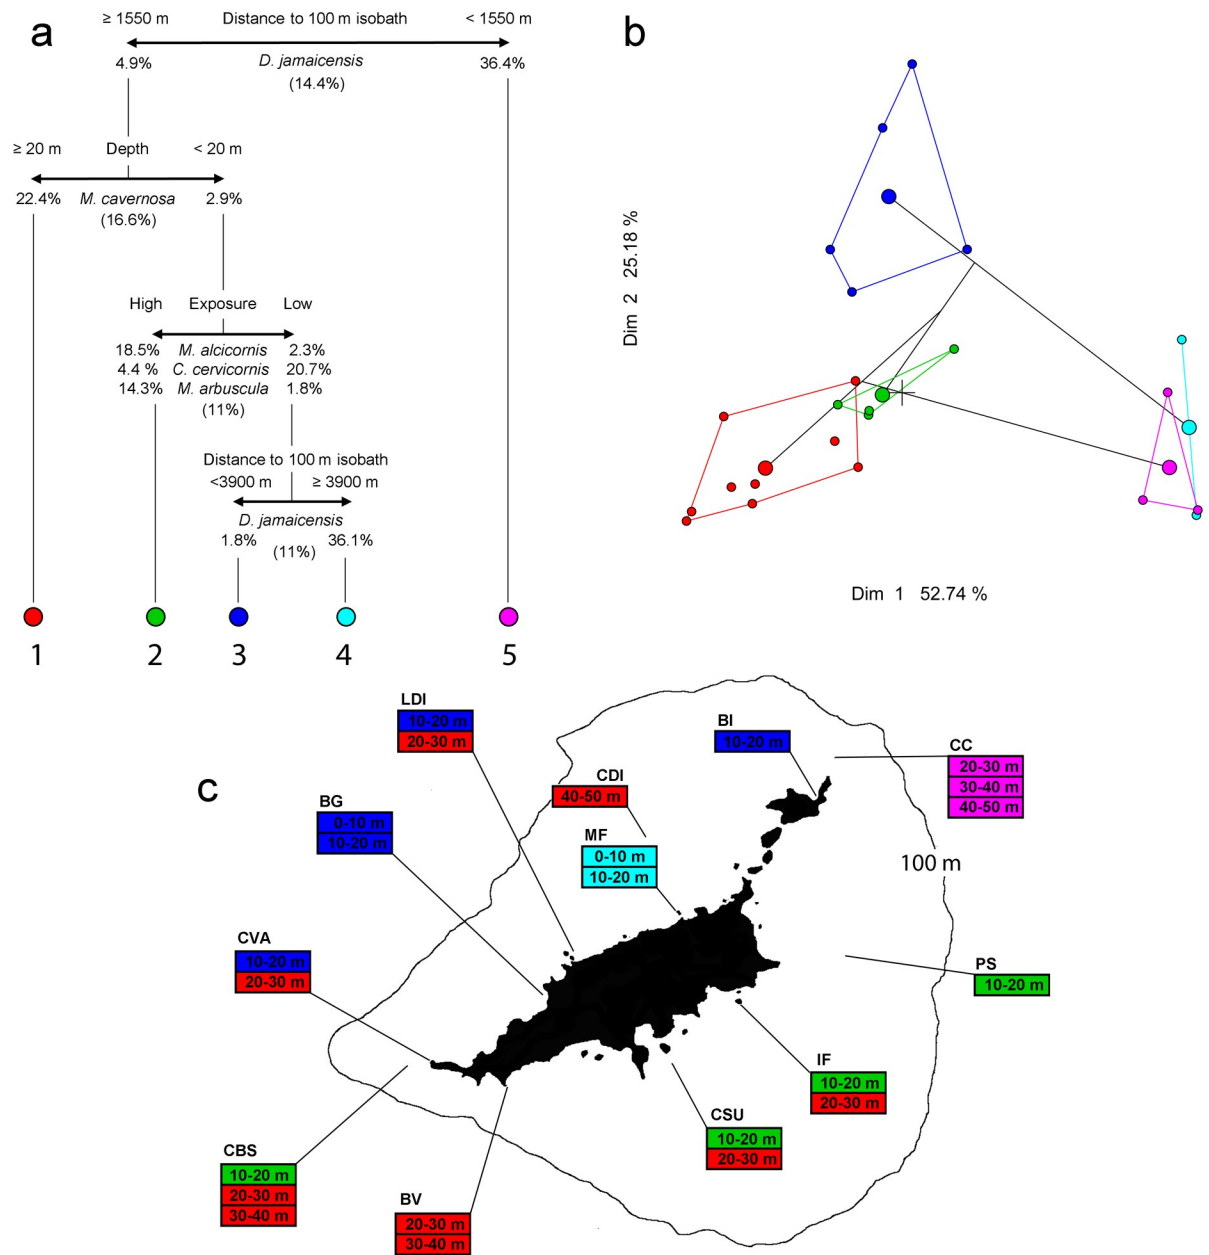 a
≥ 1550 m Distance to 100 m isobath < 1550 m
4.9% D. jamaicensis 36.4%
(14.4%)
≥ 20 m Depth < 20 m
22.4% M. cavernosa 2.9%
(16.6%)
High Exposure Low
18.5% M. alcicornis 2.3%
4.4 % C. cervicornis 20.7%
14.3% M. arbuscula 1.8%
(11%)
Distance to 100 m isobath
<3900 m ≥ 3900 m
D. jamaicensis
1.8% (11%) 36.1%
1 2 3 4 5
b
Dim 2 25.18 %
Dim 1 52.74 %
c
LDI
10-20 m
20-30 m
BI
10-20 m
CC
20-30 m
30-40 m
40-50 m
CDI
40-50 m
BG
0-10 m
10-20 m
MF
0-10 m
10-20 m
100 m
CVA
10-20 m
20-30 m
PS
10-20 m
IF
10-20 m
20-30 m
CSU
10-20 m
20-30 m
CBS
10-20 m
20-30 m
30-40 m
BV
20-30 m
30-40 m